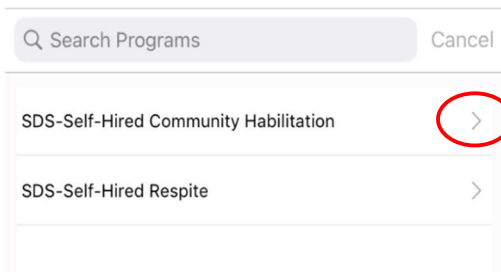 Search Programs Cancel
SDS-Self-Hired Community Habilitation
SDS-Self-Hired Respite